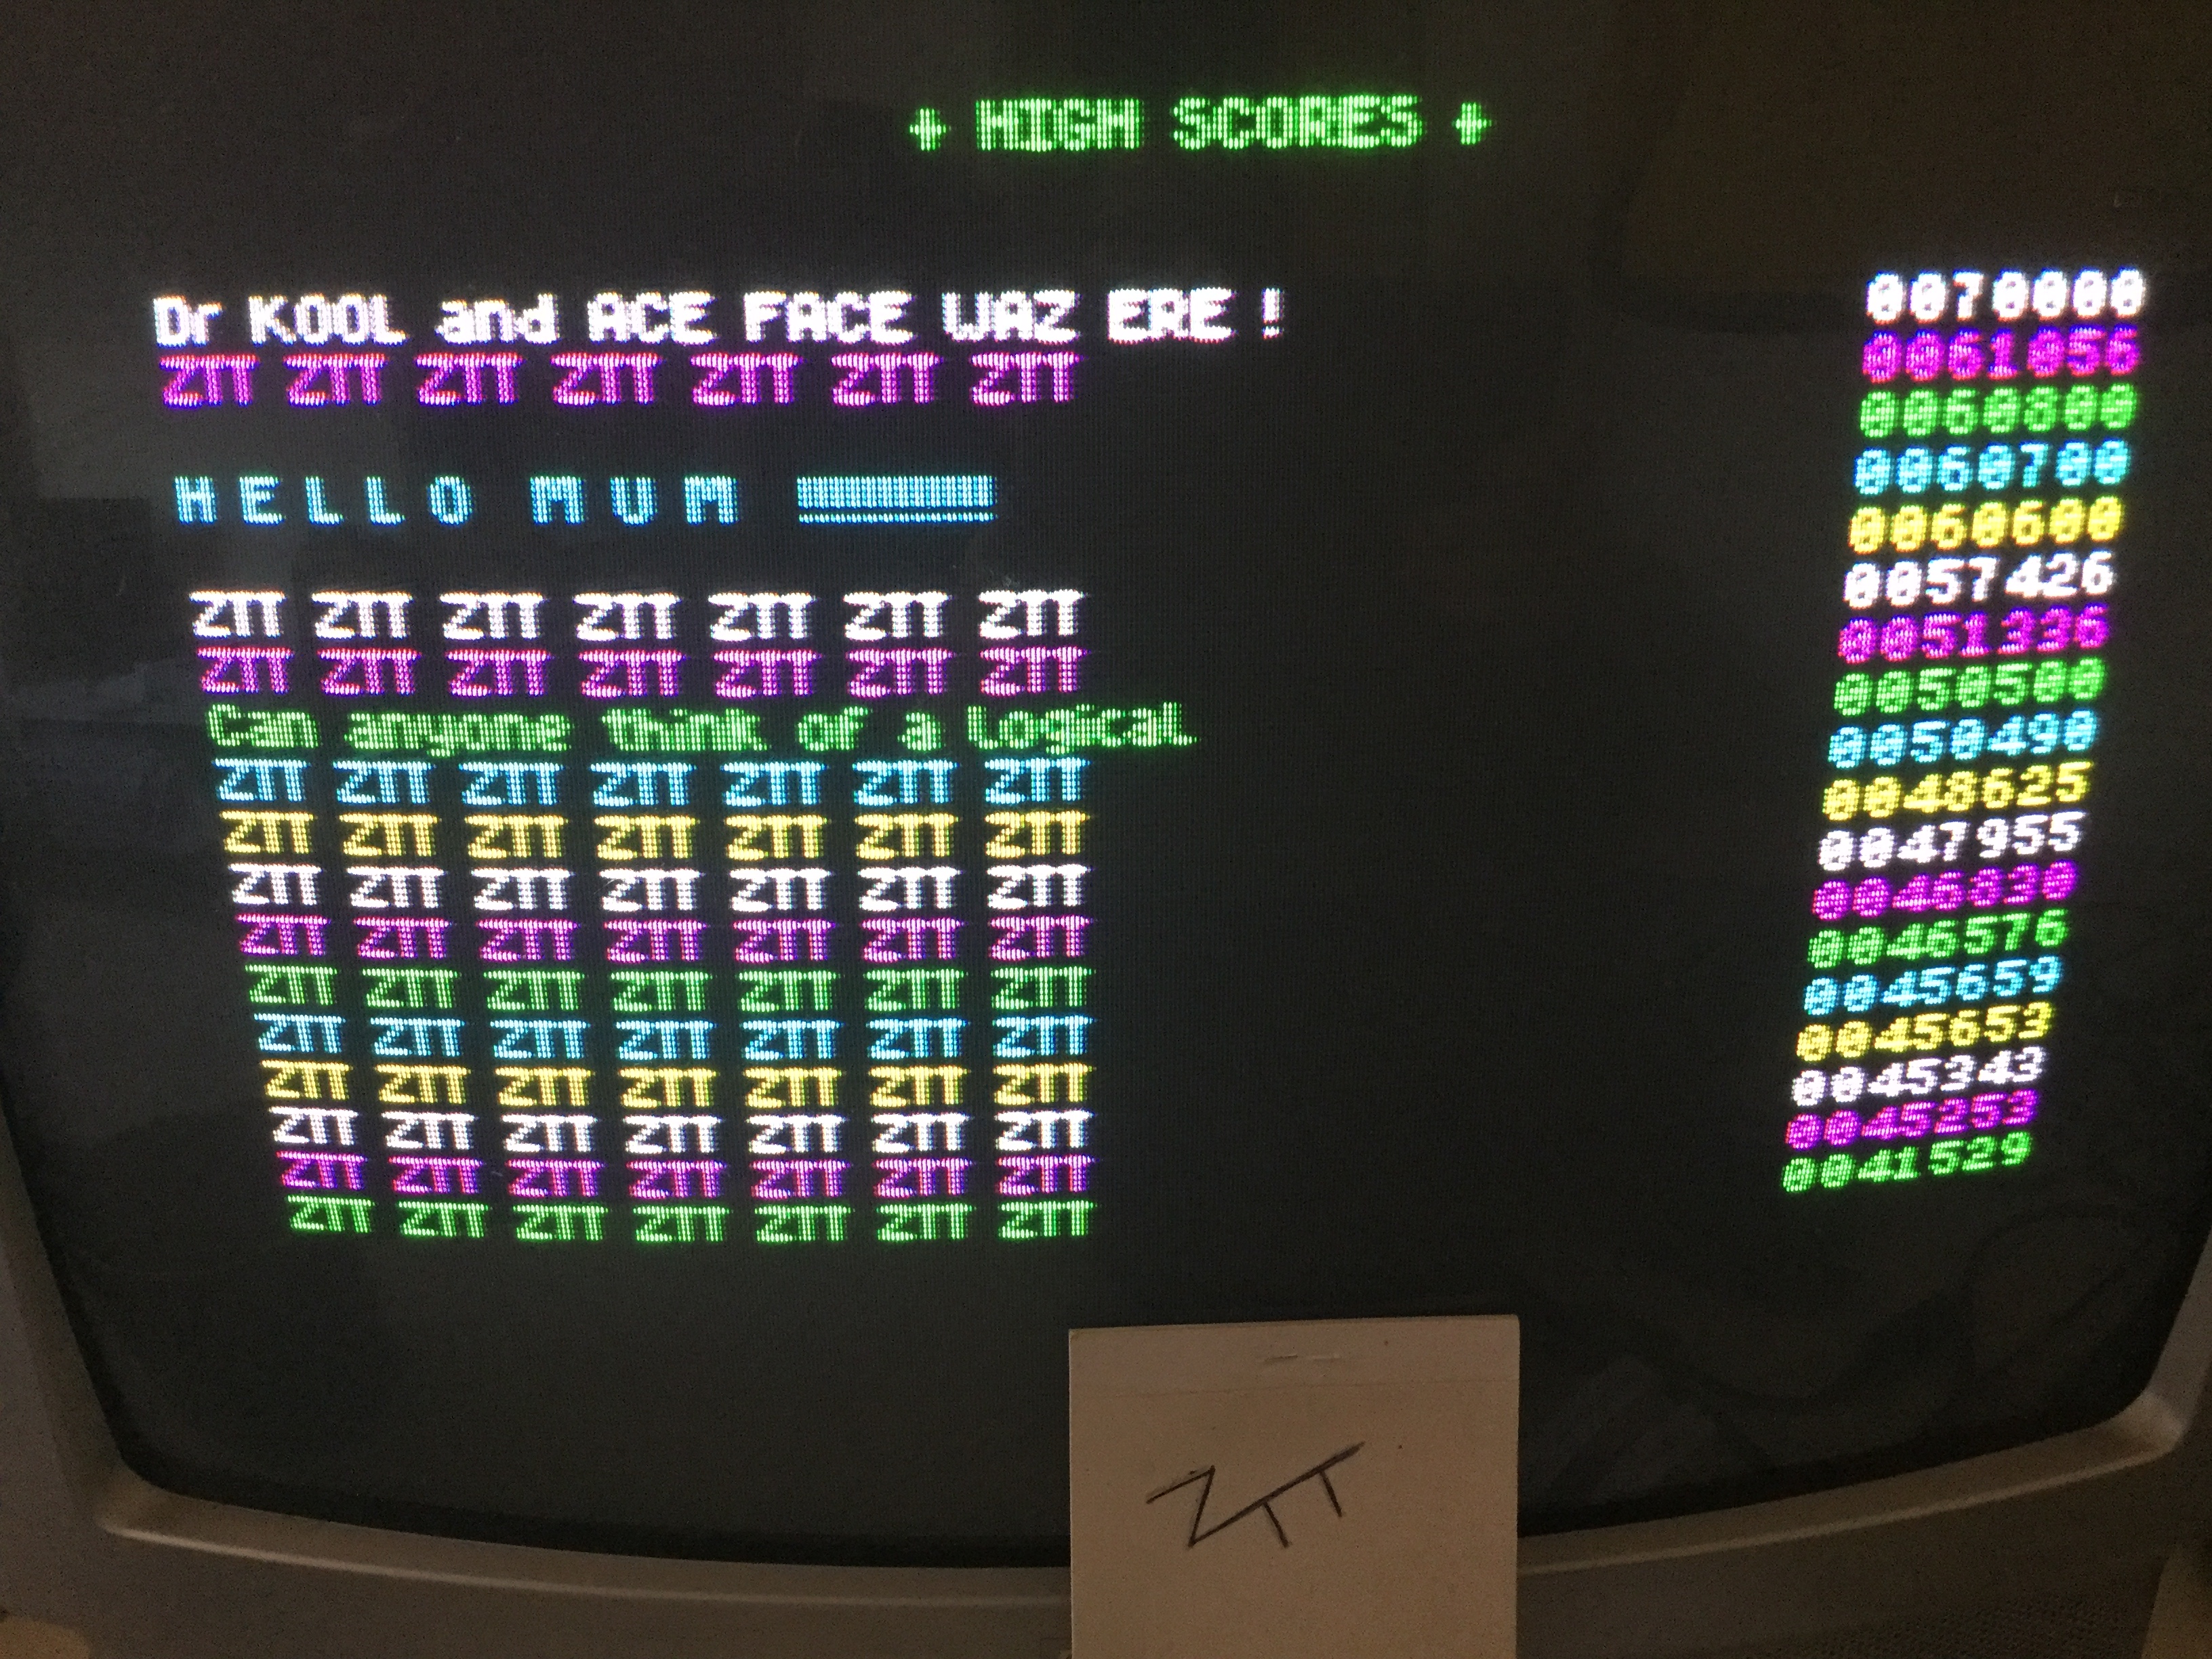 + HIGH SCORES +
Dr KOOL and ACE FACE WAZ ERE ! 0070000
ZTT ZTT ZTT ZTT ZTT ZTT ZTT 0061056
0060800
H E L L O M U M 0060700
0060600
ZTT ZTT ZTT ZTT ZTT ZTT ZTT 0057426
ZTT ZTT ZTT ZTT ZTT ZTT ZTT 0051336
Can anyone think of a logical 0050500
ZTT ZTT ZTT ZTT ZTT ZTT ZTT 0050490
ZTT ZTT ZTT ZTT ZTT ZTT ZTT 0048625
ZTT ZTT ZTT ZTT ZTT ZTT ZTT 0047955
ZTT ZTT ZTT ZTT ZTT ZTT ZTT 0046830
ZTT ZTT ZTT ZTT ZTT ZTT ZTT 0046576
ZTT ZTT ZTT ZTT ZTT ZTT ZTT 0045659
ZTT ZTT ZTT ZTT ZTT ZTT ZTT 0045653
ZTT ZTT ZTT ZTT ZTT ZTT ZTT 0045343
ZTT ZTT ZTT ZTT ZTT ZTT ZTT 0045253
ZTT ZTT ZTT ZTT ZTT ZTT ZTT 0041529
ZTT